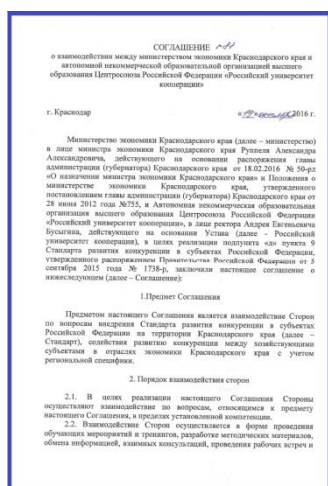 СОГЛАШЕНИЕ
о взаимодействии между министерством экономики Краснодарского края и
автономной некоммерческой образовательной организацией высшего
образования Центросоюза Российской Федерации «Российский университет
кооперации»
г. Краснодар
2016 г.
Министерство экономики Краснодарского края (далее – министерство)
в лице министра экономики Краснодарского края Руппеля Александра
Александровича, действующего на основании распоряжения главы
администрации (губернатора) Краснодарского края от 18.02.2016 № 50-рл
«О назначении министра экономики Краснодарского края» и Положения о
министерстве экономики Краснодарского края, утвержденного
постановлением главы администрации (губернатора) Краснодарского края от
28 июня 2012 года №755, и Автономная некоммерческая образовательная
организация высшего образования Центросоюза Российской Федерации
«Российский университет кооперации», в лице ректора Андрея Евгеньевича
Бусыгина, действующего на основании Устава (далее - Российский
университет кооперации), в целях реализации подпункта «д» пункта 9
Стандарта развития конкуренции в субъектах Российской Федерации,
утвержденного распоряжением Правительства Российской Федерации от 5
сентября 2015 года № 1738-р, заключили настоящее соглашение о
нижеследующем (далее – Соглашение):
1.Предмет Соглашения
Предметом настоящего Соглашения является взаимодействие Сторон
по вопросам внедрения Стандарта развития конкуренции в субъектах
Российской Федерации на территории Краснодарского края (далее –
Стандарт), содействия развитию конкуренции между хозяйствующими
субъектами в отраслях экономики Краснодарского края с учетом
региональной специфики.
2. Порядок взаимодействия сторон
2.1. В целях реализации настоящего Соглашения Стороны
осуществляют взаимодействие по вопросам, относящимся к предмету
настоящего Соглашения, в пределах установленной компетенции.
2.2. Взаимодействие Сторон осуществляется в форме проведения
обучающих мероприятий и тренингов, разработке методических материалов,
обмена информацией, взаимных консультаций, проведения рабочих встреч и